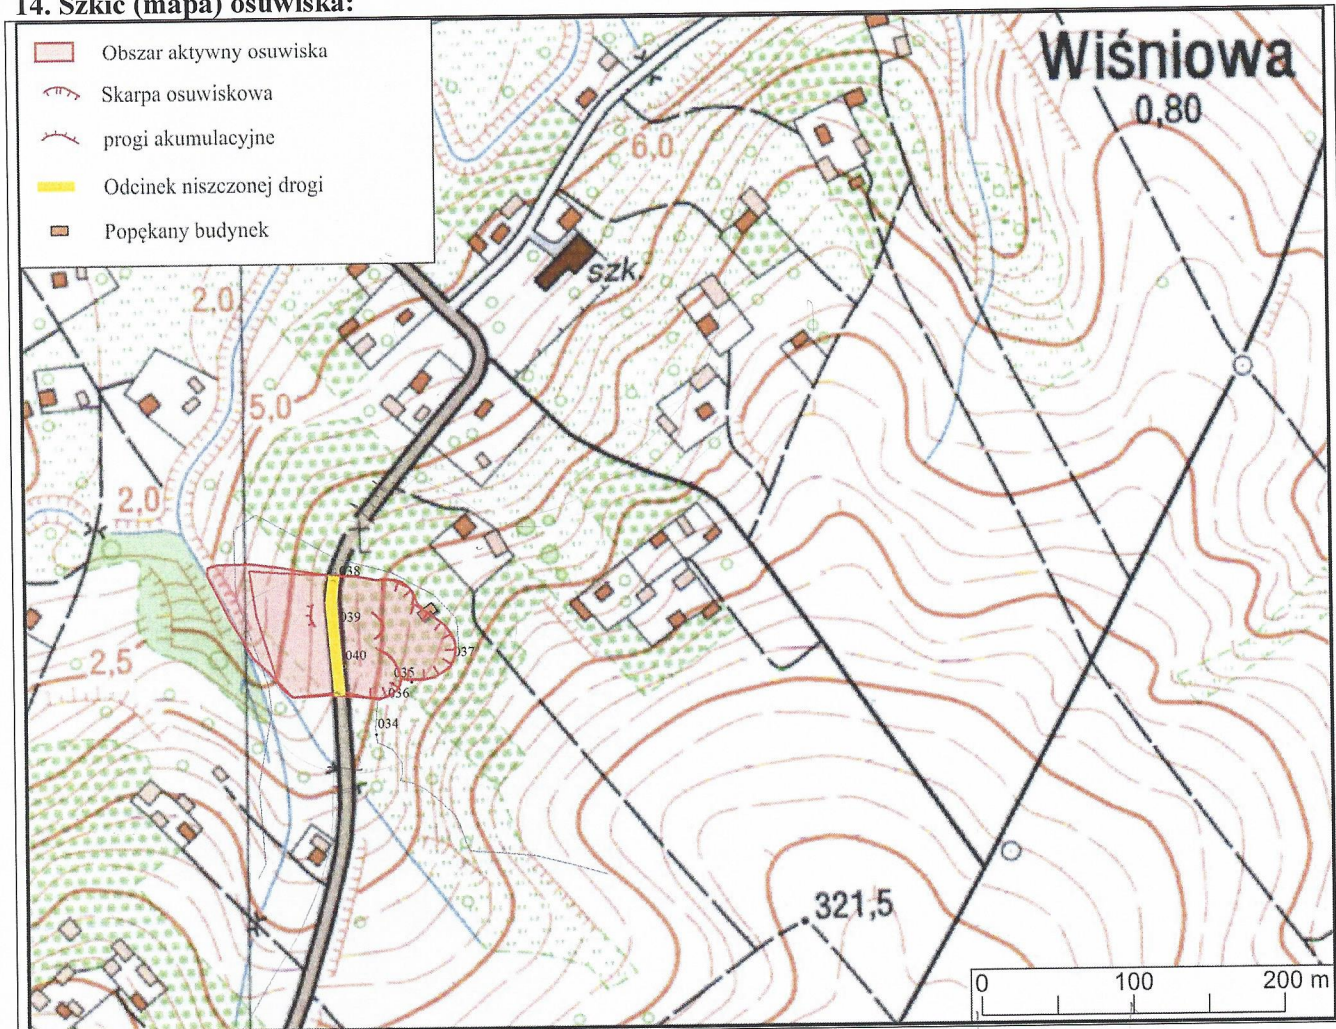 14. Szkic (mapa) osuwiska:
Obszar aktywny osuwiska
Skarpa osuwiskowa
progi akumulacyjne
Odcinek niszczonej drogi
Popękany budynek
Wiśniowa
0,80
6,0
szk.
2,0
5,0
2,0
038
039
040
037
035
036
2,5
034
321,5
0 100 200 m